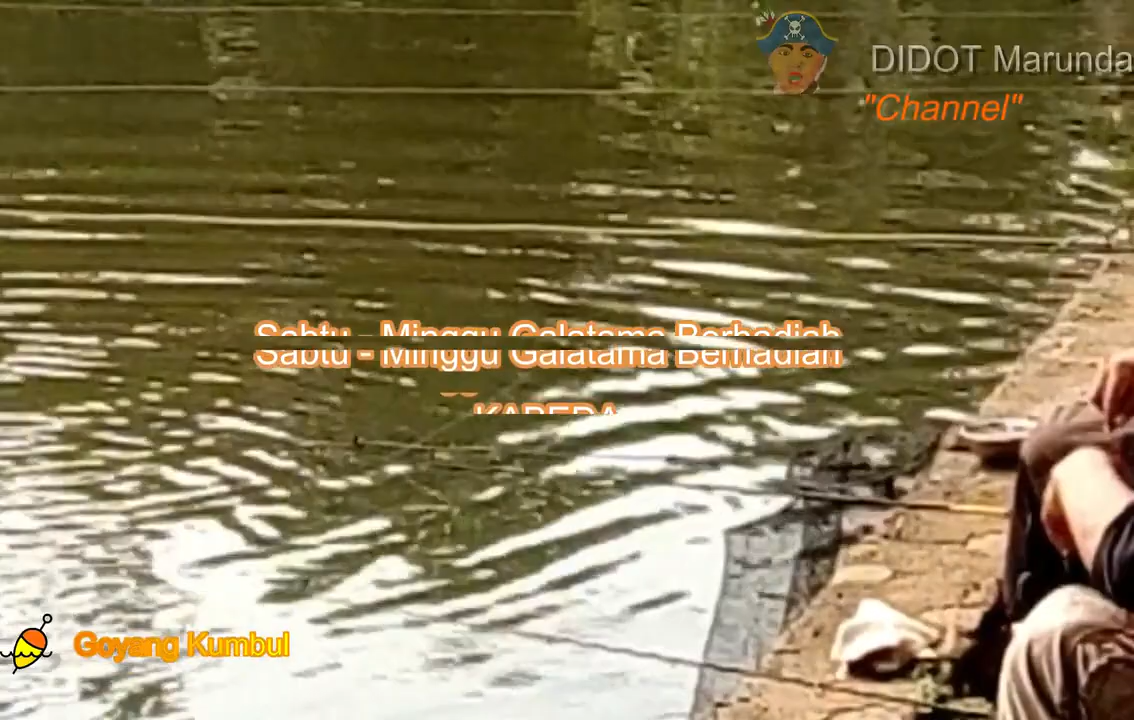 DIDOT Marunda
"Channel"
Sabtu - Minggu Galatama Berhadiah
Goyang Kumbul